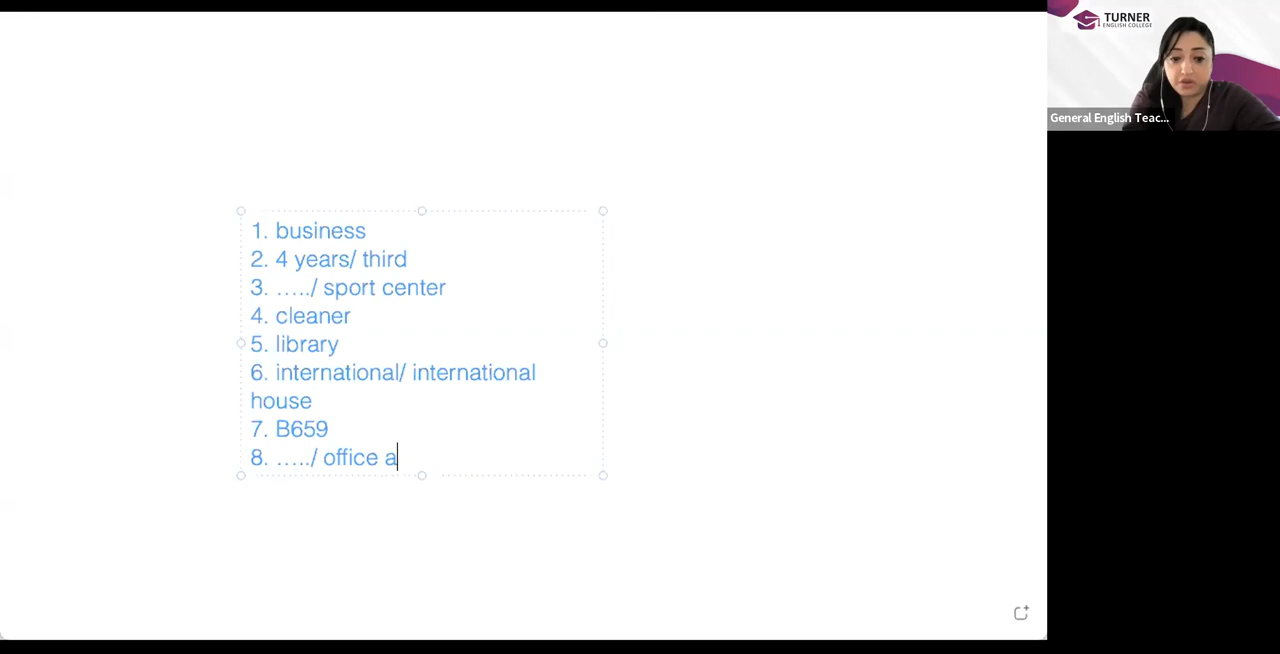 TURNER
ENGLISH COLLEGE
General English Teac...
1. business
2. 4 years/ third
3. …../ sport center
4. cleaner
5. library
6. international/ international
house
7. B659
8. …../ office a